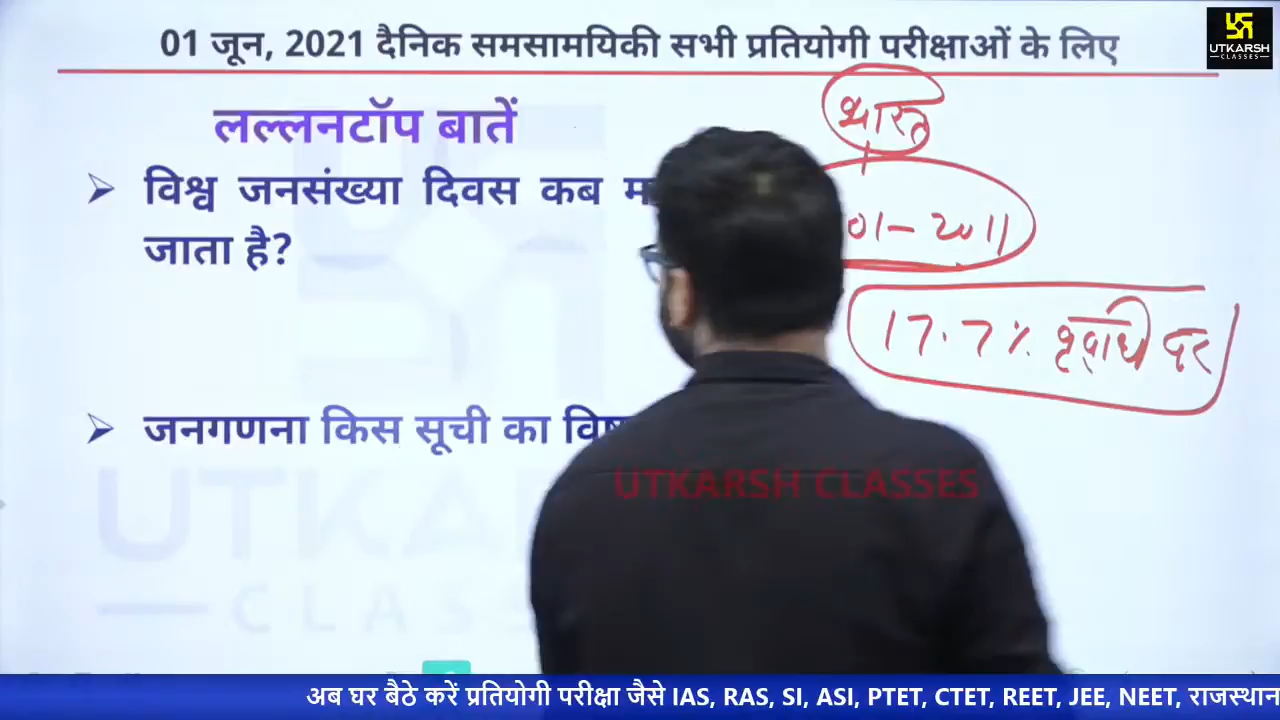 01 जून, 2021 दैनिक समसामयिकी सभी प्रतियोगी परीक्षाओं के लिए
UTKARSH
CLASSES
लल्लनटॉप बातें
भारत
विश्व जनसंख्या दिवस कब
जाता है?
01-2011
17.7% वृद्धि दर
जनगणना किस सूची का
UTKARSH CLASSES
CLASS
अब घर बैठे करें प्रतियोगी परीक्षा जैसे IAS, RAS, SI, ASI, PTET, CTET, REET, JEE, NEET, राजस्थान